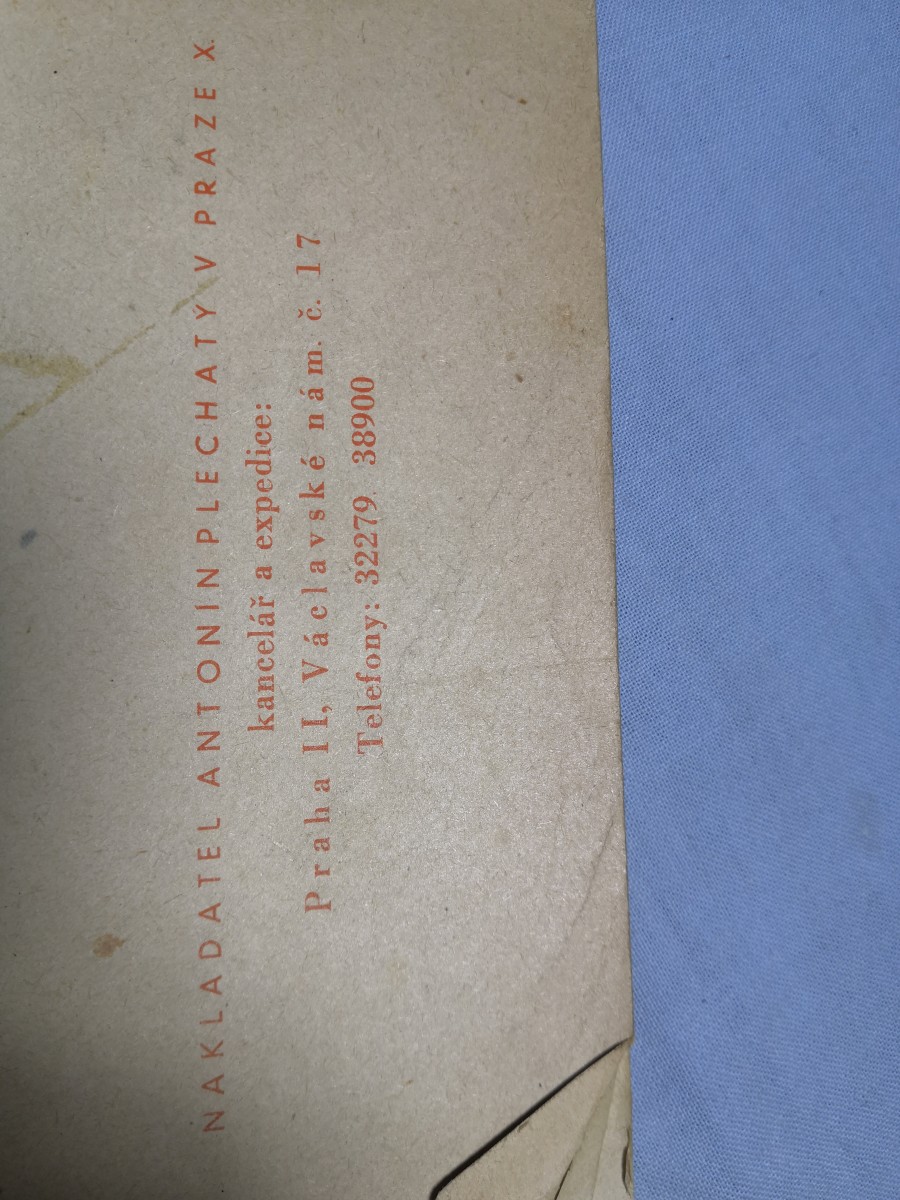 NAKLADATEL ANTONÍN PLECHATÝ V PRAZE X.
kancelář a expedice:
Praha II, Václavské nám. č. 17
Telefony: 32279, 38900